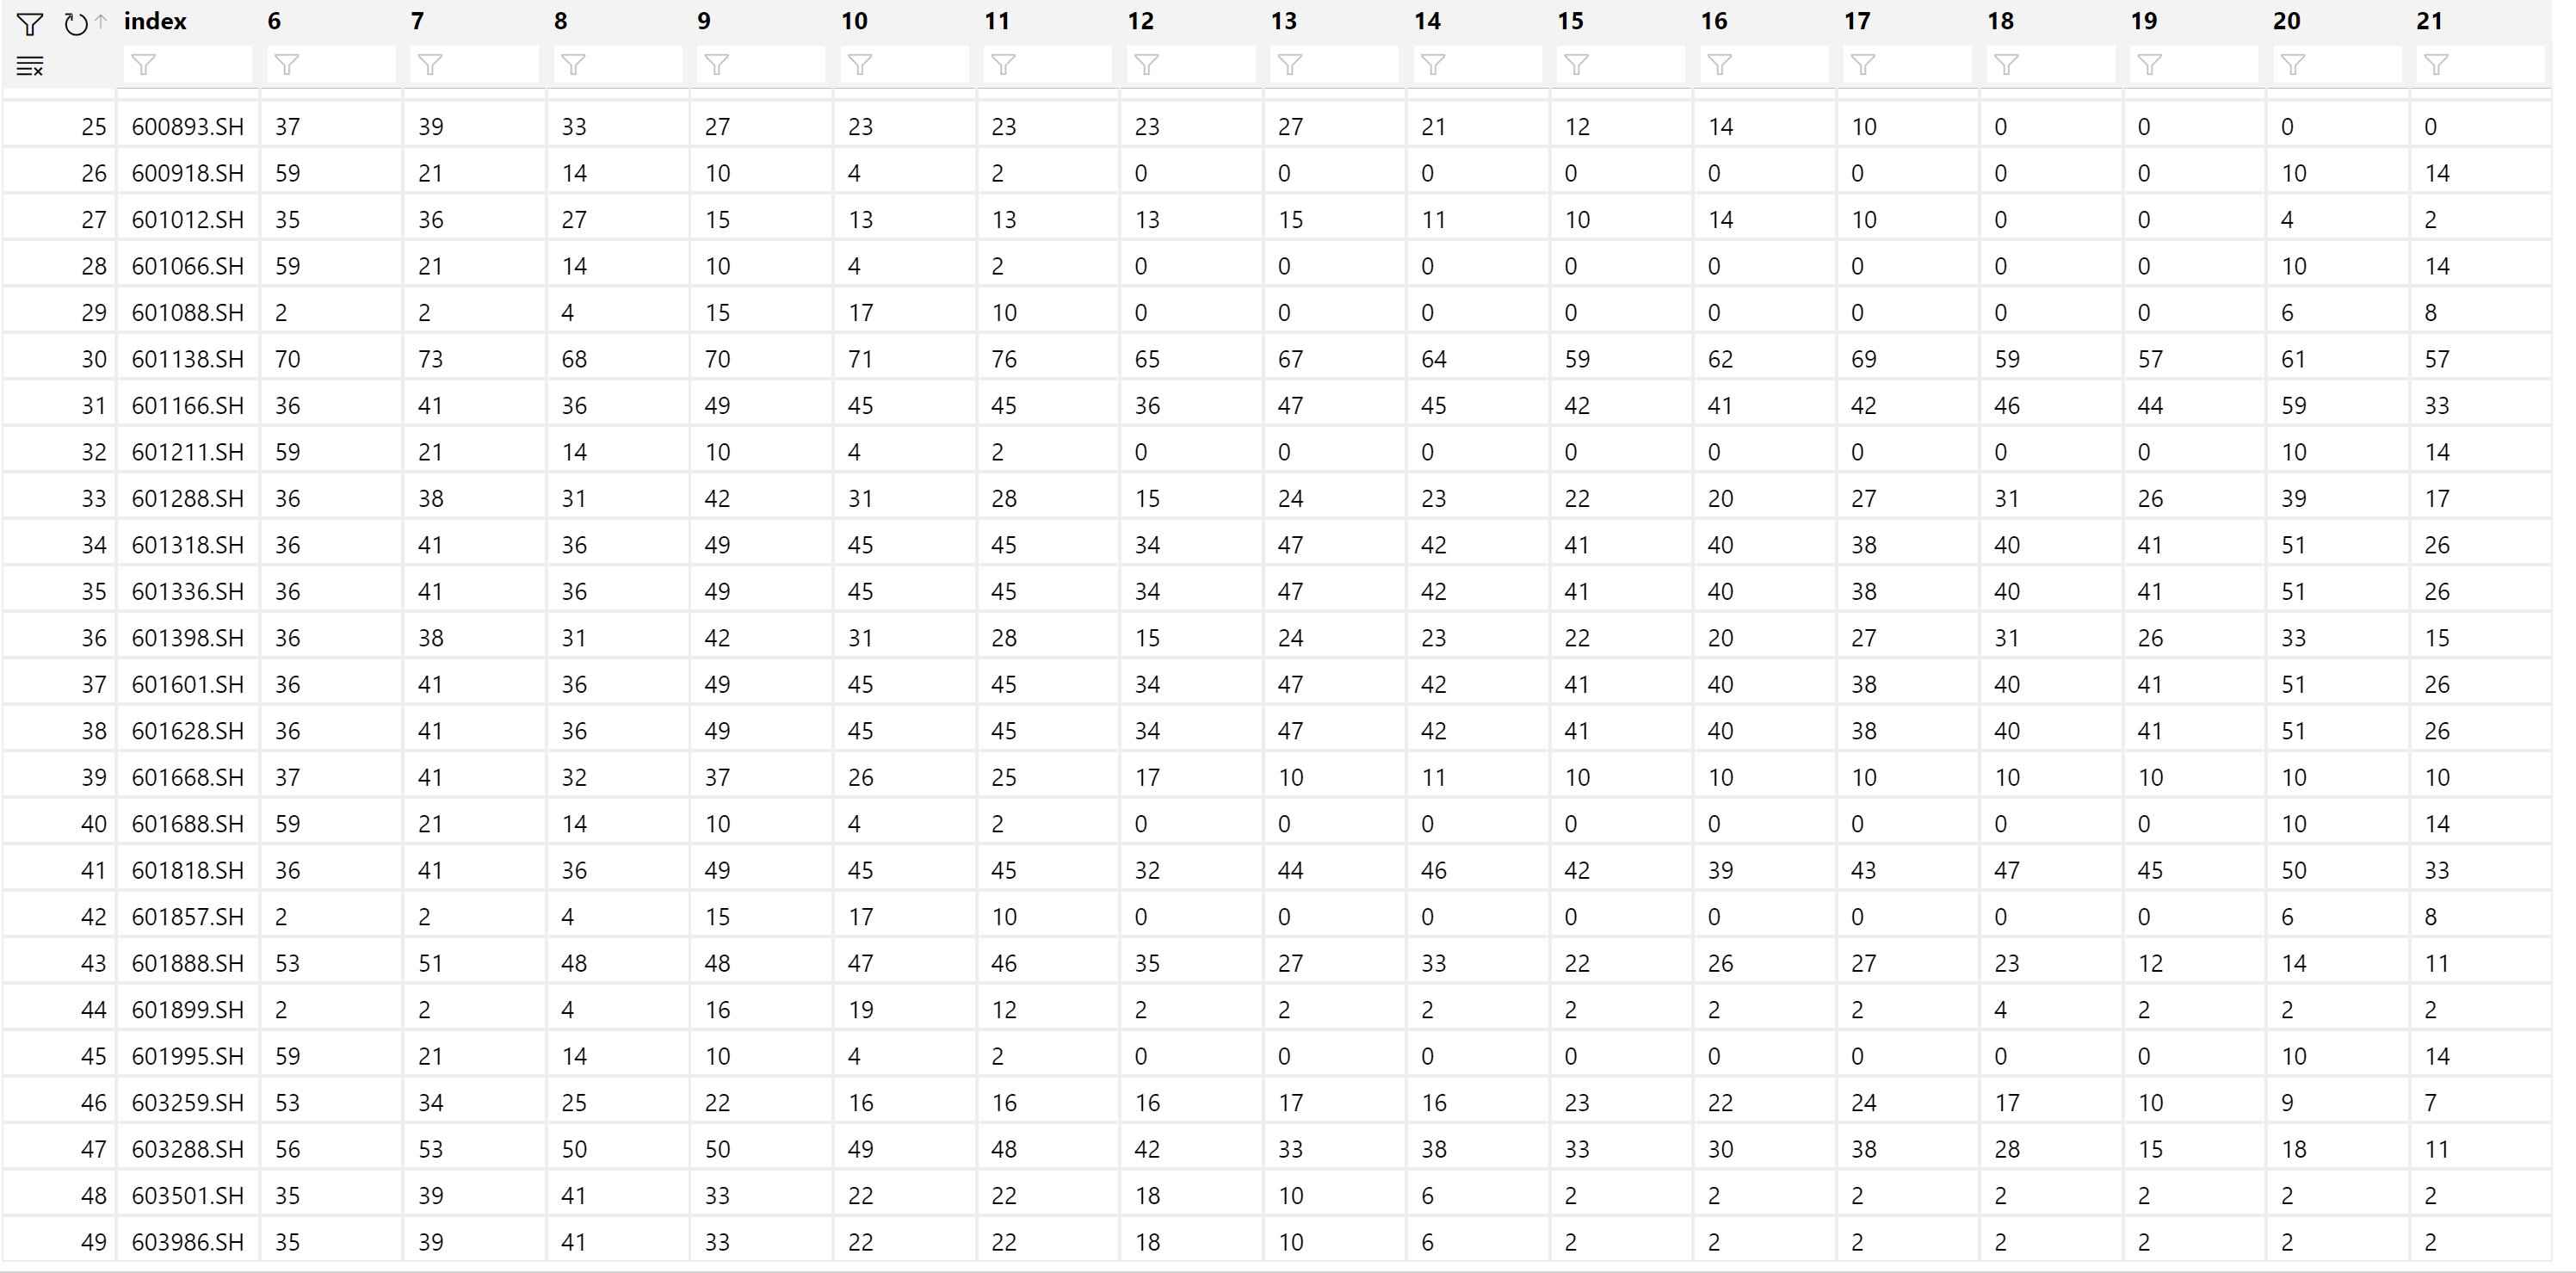 index 6 7 8 9 10 11 12 13 14 15 16 17 18 19 20 21
25 600893.SH 37 39 33 27 23 23 23 27 21 12 14 10 0 0 0 0
26 600918.SH 59 21 14 10 4 2 0 0 0 0 0 0 0 0 10 14
27 601012.SH 35 36 27 15 13 13 13 15 11 10 14 10 0 0 4 2
28 601066.SH 59 21 14 10 4 2 0 0 0 0 0 0 0 0 10 14
29 601088.SH 2 2 4 15 17 10 0 0 0 0 0 0 0 0 6 8
30 601138.SH 70 73 68 70 71 76 65 67 64 59 62 69 59 57 61 57
31 601166.SH 36 41 36 49 45 45 36 47 45 42 41 42 46 44 59 33
32 601211.SH 59 21 14 10 4 2 0 0 0 0 0 0 0 0 10 14
33 601288.SH 36 38 31 42 31 28 15 24 23 22 20 27 31 26 39 17
34 601318.SH 36 41 36 49 45 45 34 47 42 41 40 38 40 41 51 26
35 601336.SH 36 41 36 49 45 45 34 47 42 41 40 38 40 41 51 26
36 601398.SH 36 38 31 42 31 28 15 24 23 22 20 27 31 26 33 15
37 601601.SH 36 41 36 49 45 45 34 47 42 41 40 38 40 41 51 26
38 601628.SH 36 41 36 49 45 45 34 47 42 41 40 38 40 41 51 26
39 601668.SH 37 41 32 37 26 25 17 10 11 10 10 10 10 10 10 10
40 601688.SH 59 21 14 10 4 2 0 0 0 0 0 0 0 0 10 14
41 601818.SH 36 41 36 49 45 45 32 44 46 42 39 43 47 45 50 33
42 601857.SH 2 2 4 15 17 10 0 0 0 0 0 0 0 0 6 8
43 601888.SH 53 51 48 48 47 46 35 27 33 22 26 27 23 12 14 11
44 601899.SH 2 2 4 16 19 12 2 2 2 2 2 2 4 2 2 2
45 601995.SH 59 21 14 10 4 2 0 0 0 0 0 0 0 0 10 14
46 603259.SH 53 34 25 22 16 16 16 17 16 23 22 24 17 10 9 7
47 603288.SH 56 53 50 50 49 48 42 33 38 33 30 38 28 15 18 11
48 603501.SH 35 39 41 33 22 22 18 10 6 2 2 2 2 2 2 2
49 603986.SH 35 39 41 33 22 22 18 10 6 2 2 2 2 2 2 2